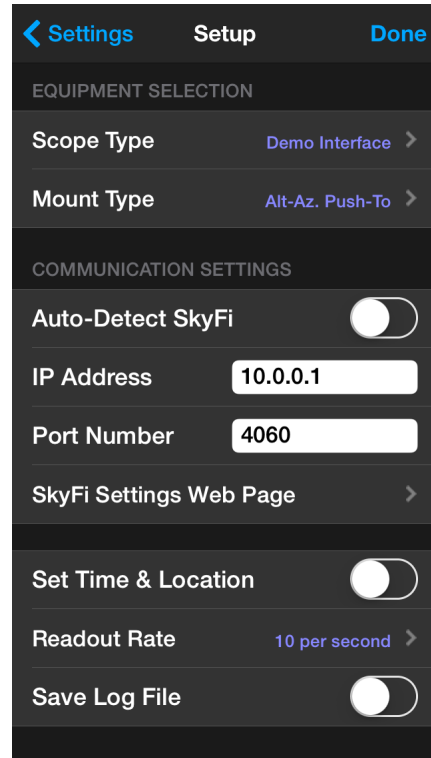 Settings Setup Done
EQUIPMENT SELECTION
Scope Type Demo Interface
Mount Type Alt-Az. Push-To
COMMUNICATION SETTINGS
Auto-Detect SkyFi
IP Address 10.0.0.1
Port Number 4060
SkyFi Settings Web Page
Set Time & Location
Readout Rate 10 per second
Save Log File